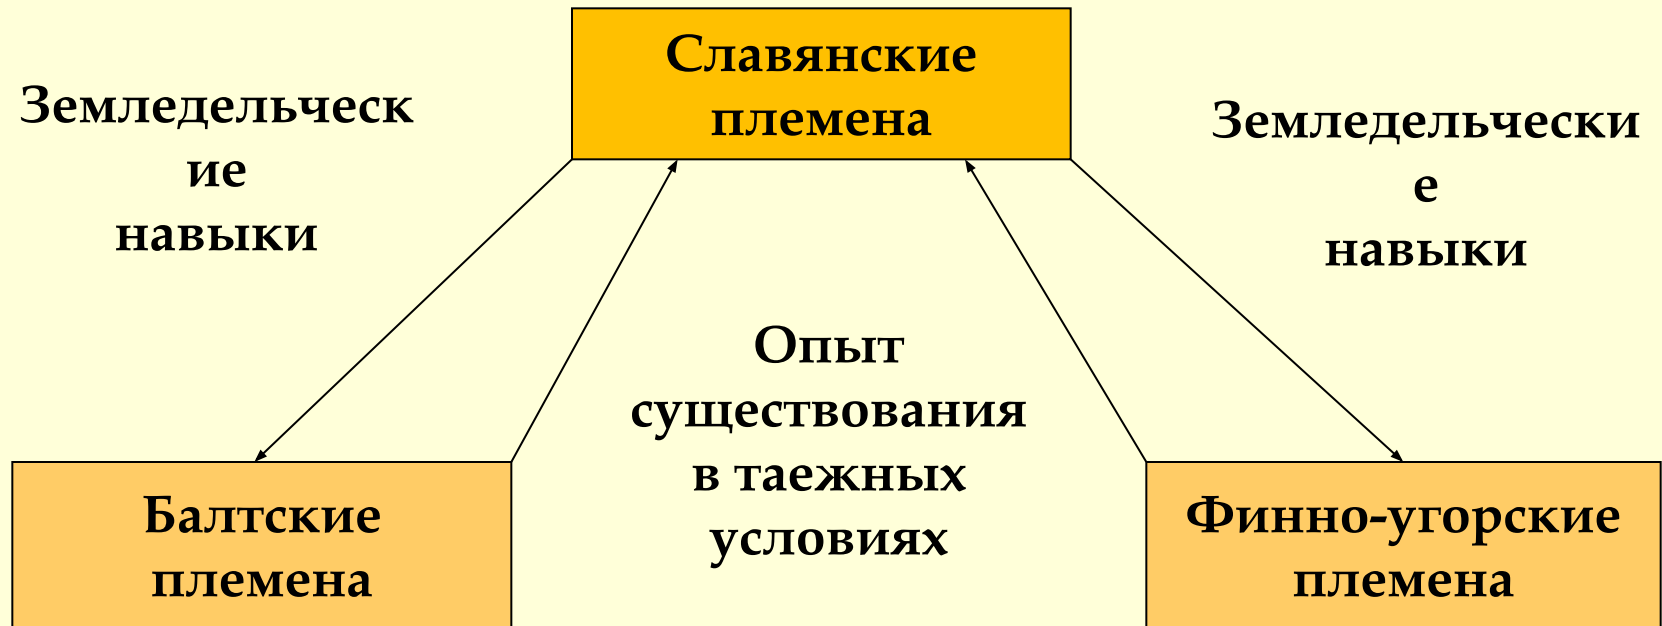 Славянские
племена
Земледельческ
ие
навыки
Земледельчески
е
навыки
Опыт
существования
в таежных
условиях
Балтские
племена
Финно-угорские
племена